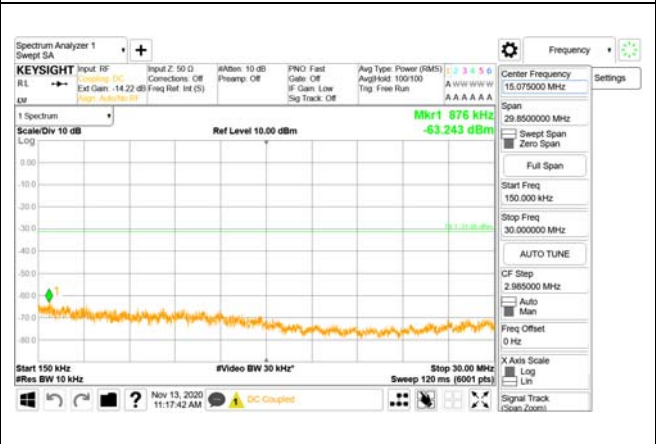 Spectrum Analyzer 1
Swept SA
+
Frequency
KEYSIGHT
Input: RF
Coupling: DC
Ext Gain: -14.22 dB
Align: Auto/No RF
Input Z: 50 Ω
Corrections: Off
Freq Ref: Int (S)
#Atten: 10 dB
Preamp: Off
PNO: Fast
Gate: Off
IF Gain: Low
Sig Track: Off
Avg Type: Power (RMS)
Avg|Hold: 100/100
Trig: Free Run
1 2 3 4 5 6
A W W W W W
A A A A A A
R L
1 Spectrum
Mkr1 876 kHz
-63.243 dBm
Scale/Div 10 dB
Ref Level 10.00 dBm
Log
0.00
-10.0
-20.0
-30.0
-40.0
-50.0
-60.0
-70.0
-80.0
1
Start 150 kHz
#Video BW 30 kHz*
Stop 30.00 MHz
#Res BW 10 kHz
Sweep 120 ms (6001 pts)
Nov 13, 2020
11:17:42 AM
?
1
DC Coupled
Settings
Center Frequency
15.075000 MHz
Span
29.8500000 MHz
Swept Span
Zero Span
Full Span
Start Freq
150.000 kHz
Stop Freq
30.000000 MHz
AUTO TUNE
CF Step
2.985000 MHz
Auto
Man
Freq Offset
0 Hz
X Axis Scale
Log
Lin
Signal Track
(Span Zoom)